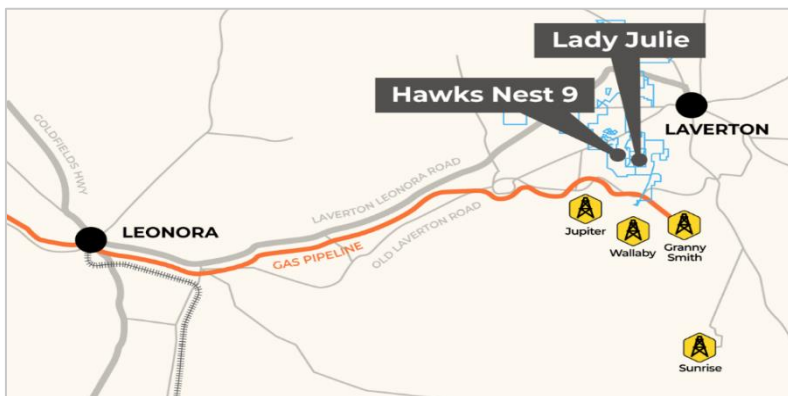 Lady Julie
Hawks Nest 9
LAVERTON
GOLDFIELDS HWY
LAVERTON LEONORA ROAD
LEONORA
GAS PIPELINE
OLD LAVERTON ROAD
Jupiter
Wallaby
Granny
Smith
Sunrise